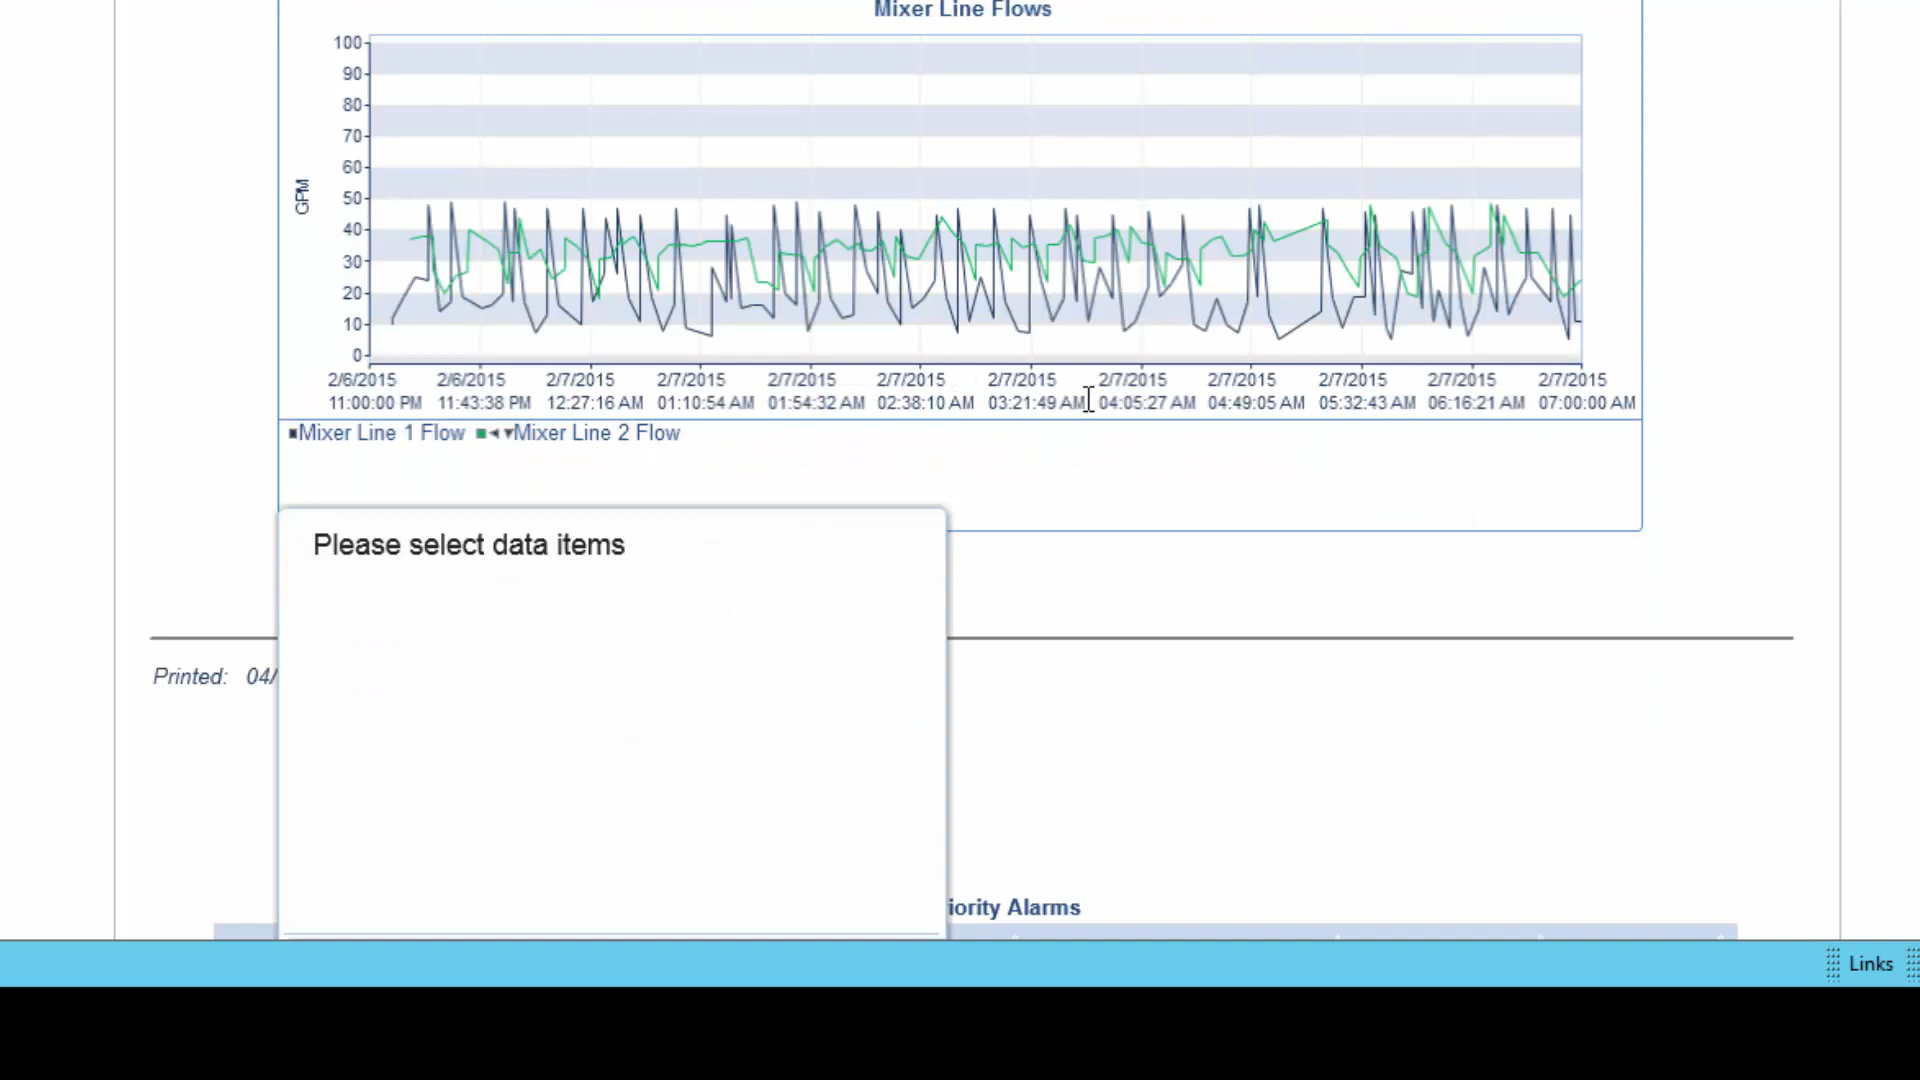 Mixer Line Flows
100
90
80
70
60
50
40
30
20
10
0
GPM
2/6/2015 2/6/2015 2/7/2015 2/7/2015 2/7/2015 2/7/2015 2/7/2015 2/7/2015 2/7/2015 2/7/2015 2/7/2015 2/7/2015
11:00:00 PM 11:43:38 PM 12:27:16 AM 01:10:54 AM 01:54:32 AM 02:38:10 AM 03:21:49 AM 04:05:27 AM 04:49:05 AM 05:32:43 AM 06:16:21 AM 07:00:00 AM
Mixer Line 1 Flow Mixer Line 2 Flow
Please select data items
Printed: 04/
iority Alarms
Links